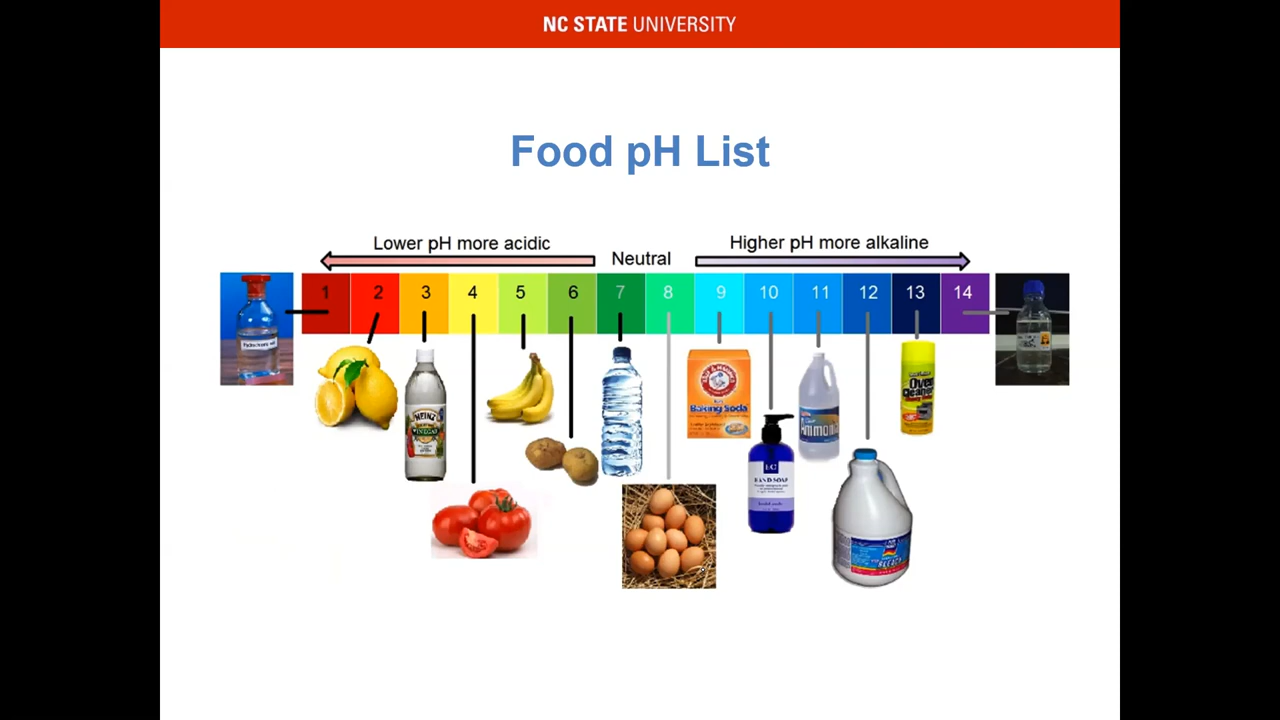 NC STATE UNIVERSITY
Food pH List
Lower pH more acidic
Neutral
Higher pH more alkaline
1 2 3 4 5 6 7 8 9 10 11 12 13 14
HEINZ
VINEGAR
Baking Soda
HAND SOAP
Ammonia
Oven
Cleaner
BLEACH